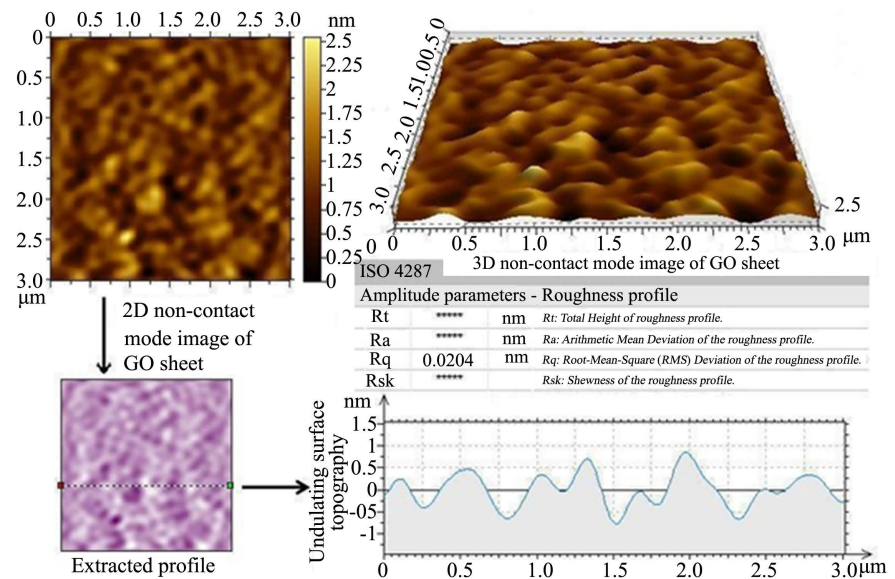 0 0.5 1.0 1.5 2.0 2.5 3.0 nm
0
0.5
1.0
1.5
2.0
2.5
3.0
μm
2.5
2.25
2
1.75
1.5
1.25
1
0.75
0.5
0.25
0
0.5 0
1.0
1.5
2.0
2.5
3.0
0
2.5
0 0.5 1.0 1.5 2.0 2.5 3.0 μm
3D non-contact mode image of GO sheet
2D non-contact
mode image of
GO sheet
ISO 4287
Amplitude parameters - Roughness profile
Rt ***** nm Rt: Total Height of roughness profile.
Ra ***** nm Ra: Arithmetic Mean Deviation of the roughness profile.
Rq 0.0204 nm Rq: Root-Mean-Square (RMS) Deviation of the roughness profile.
Rsk ***** Rsk: Shewness of the roughness profile.
Extracted profile
Undulating surface
topography
nm
1.5
1
0.5
0
-05
-1
0 0.5 1.0 1.5 2.0 2.5 3.0 μm